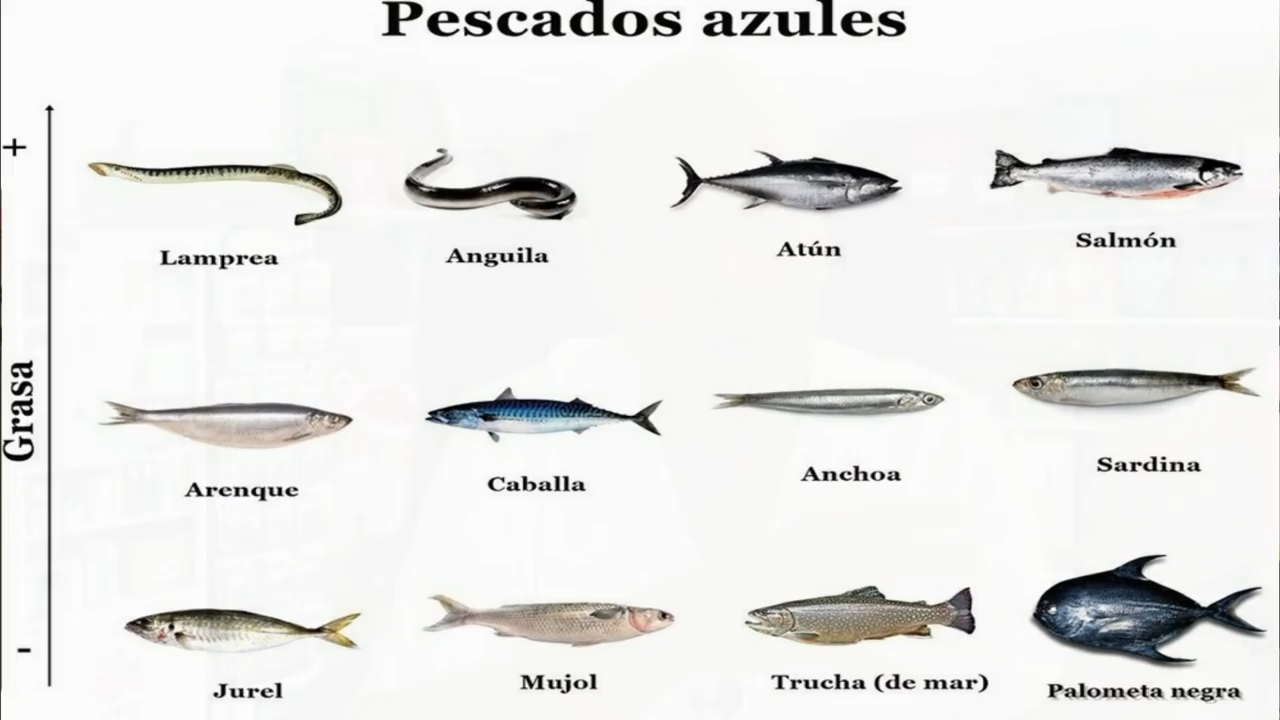 Pescados azules
+
Lamprea
Anguila
Atún
Salmón
Grasa
Arenque
Caballa
Anchoa
Sardina
-
Jurel
Mujol
Trucha (de mar)
Palometa negra